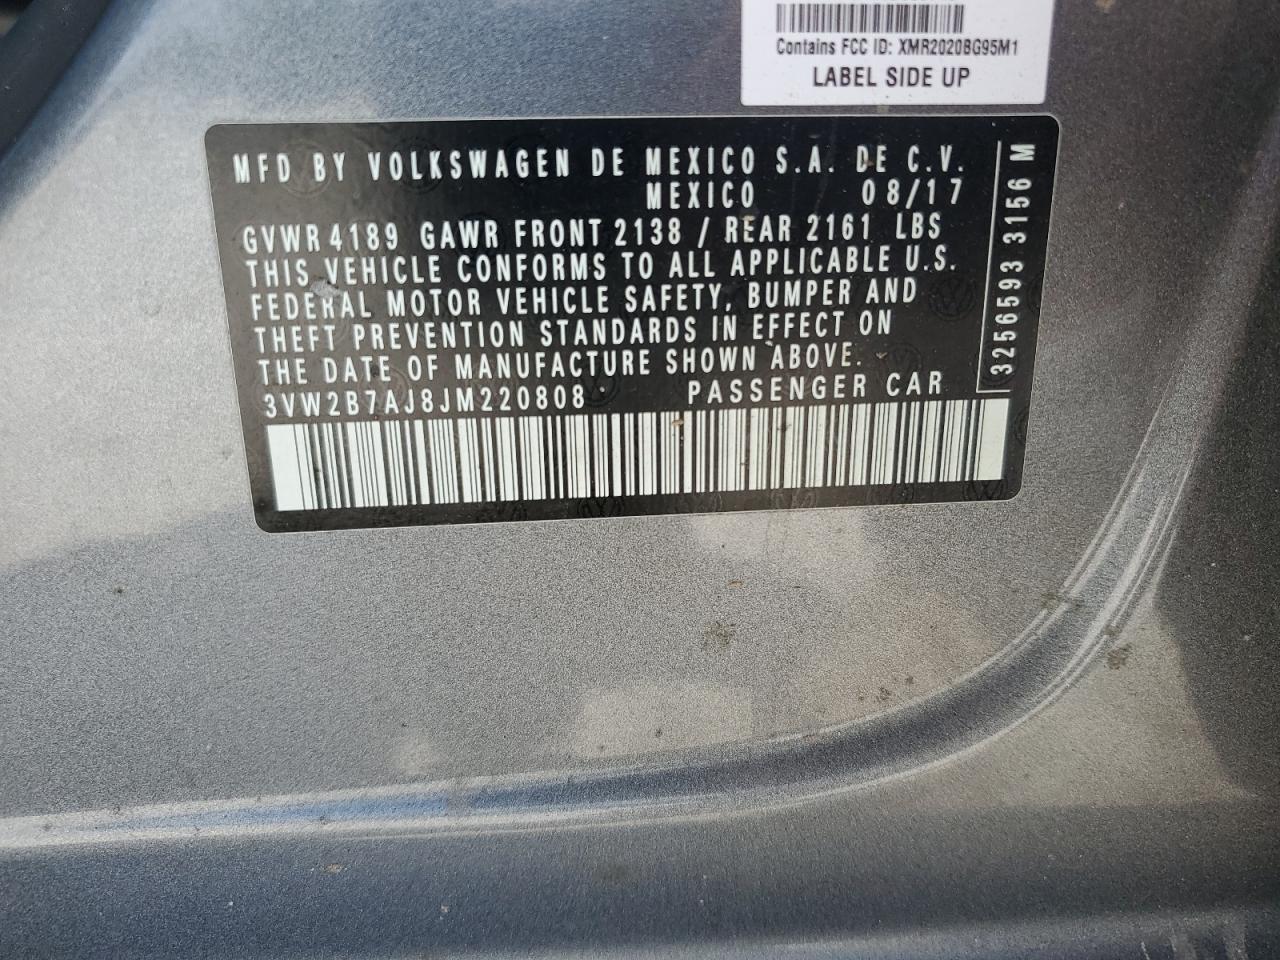 Contains FCC ID: XMR2020BG95M1
LABEL SIDE UP
MFD BY VOLKSWAGEN DE MEXICO S.A. DE C.V.
MEXICO 08/17
GVWR 4189 GAWR FRONT 2138 / REAR 2161 LBS
THIS VEHICLE CONFORMS TO ALL APPLICABLE U.S.
FEDERAL MOTOR VEHICLE SAFETY, BUMPER AND
THEFT PREVENTION STANDARDS IN EFFECT ON
THE DATE OF MANUFACTURE SHOWN ABOVE.
3VW2B7AJ8JM220808 PASSENGER CAR
3256593 3156 M